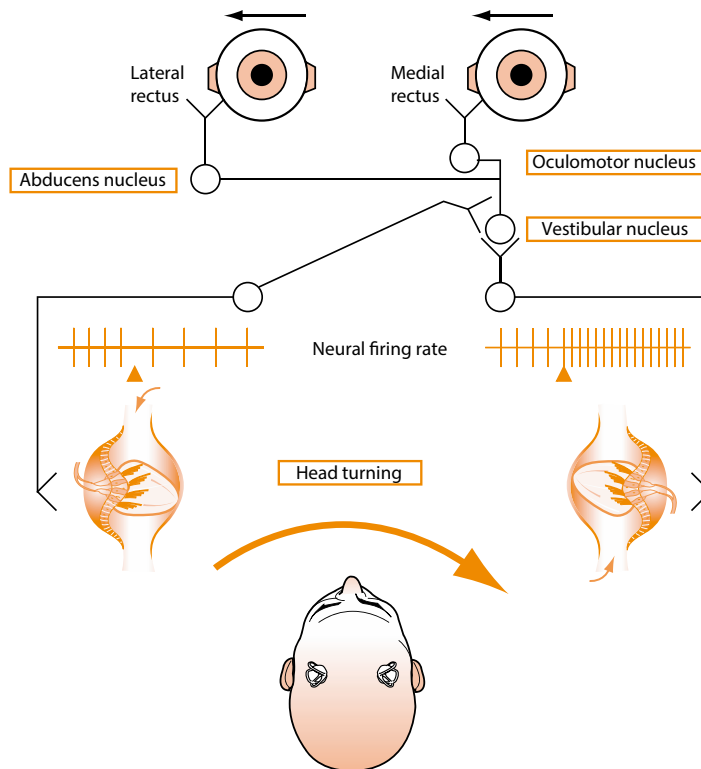 Lateral
rectus
Medial
rectus
Abducens nucleus
Oculomotor nucleus
Vestibular nucleus
Neural firing rate
Head turning